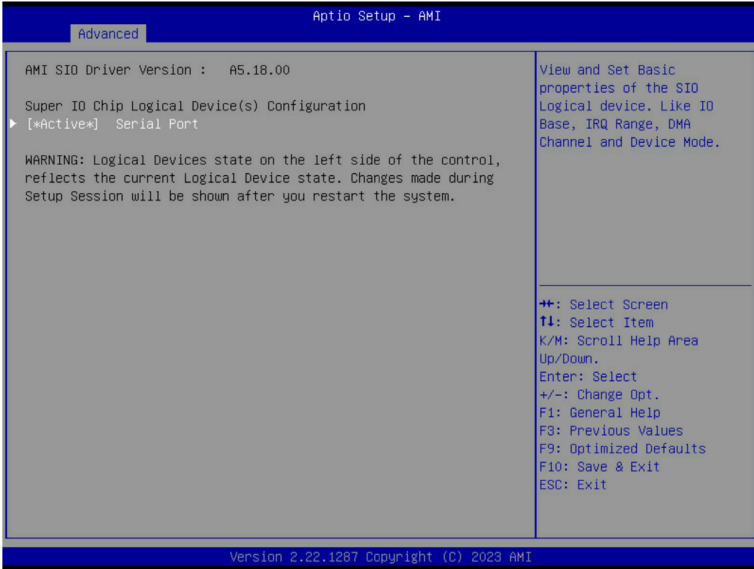 Aptio Setup – AMI
Advanced
AMI SIO Driver Version : A5.18.00
Super IO Chip Logical Device(s) Configuration
[*Active*] Serial Port
WARNING: Logical Devices state on the left side of the control,
reflects the current Logical Device state. Changes made during
Setup Session will be shown after you restart the system.
View and Set Basic
properties of the SIO
Logical device. Like IO
Base, IRQ Range, DMA
Channel and Device Mode.
→←: Select Screen
↑↓: Select Item
K/M: Scroll Help Area
Up/Down.
Enter: Select
+/-: Change Opt.
F1: General Help
F3: Previous Values
F9: Optimized Defaults
F10: Save & Exit
ESC: Exit
Version 2.22.1287 Copyright (C) 2023 AMI